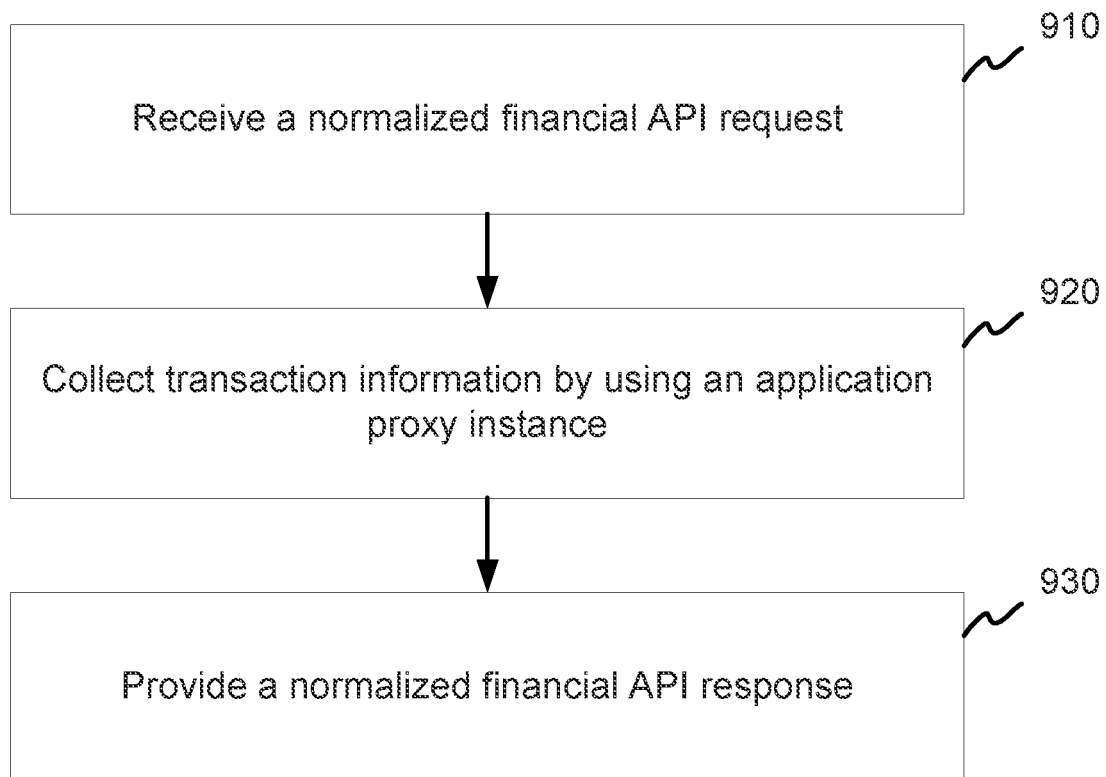 910
Receive a normalized financial API request
920
Collect transaction information by using an application
proxy instance
930
Provide a normalized financial API response